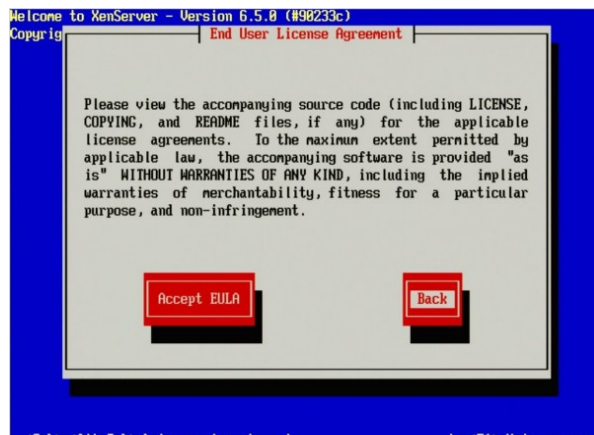 Welcome to XenServer - Version 6.5.0 (#90233c)
Copyrig
End User License Agreement
Please view the accompanying source code (including LICENSE,
COPYING, and README files, if any) for the applicable
license agreements. To the maximum extent permitted by
applicable law, the accompanying software is provided "as
is" WITHOUT WARRANTIES OF ANY KIND, including the implied
warranties of merchantability, fitness for a particular
purpose, and non-infringement.
Accept EULA
Back